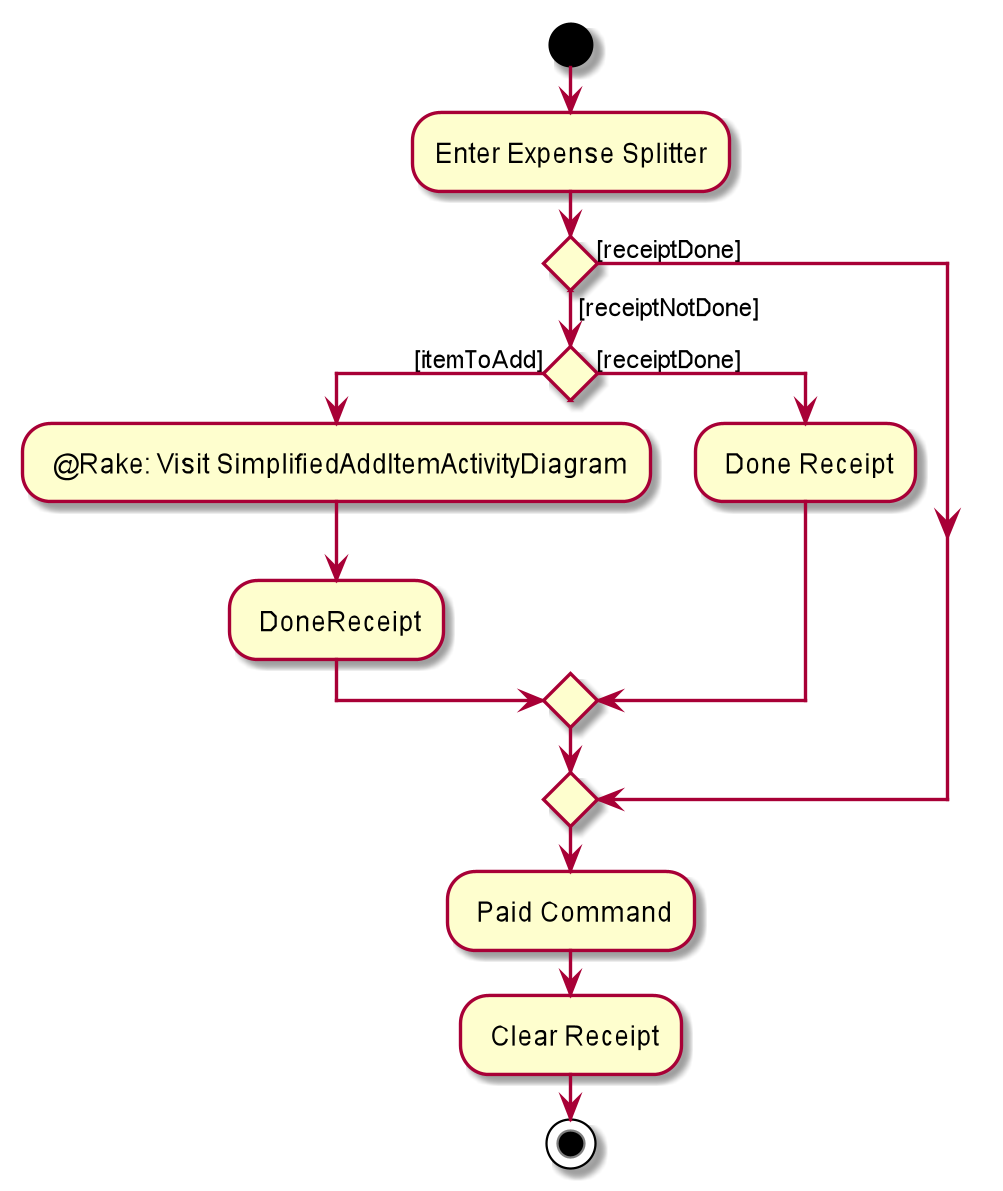 Enter Expense Splitter
[receiptDone]
[receiptNotDone]
[itemToAdd]
[receiptDone]
@Rake: Visit SimplifiedAddItemActivityDiagram
Done Receipt
DoneReceipt
Paid Command
Clear Receipt